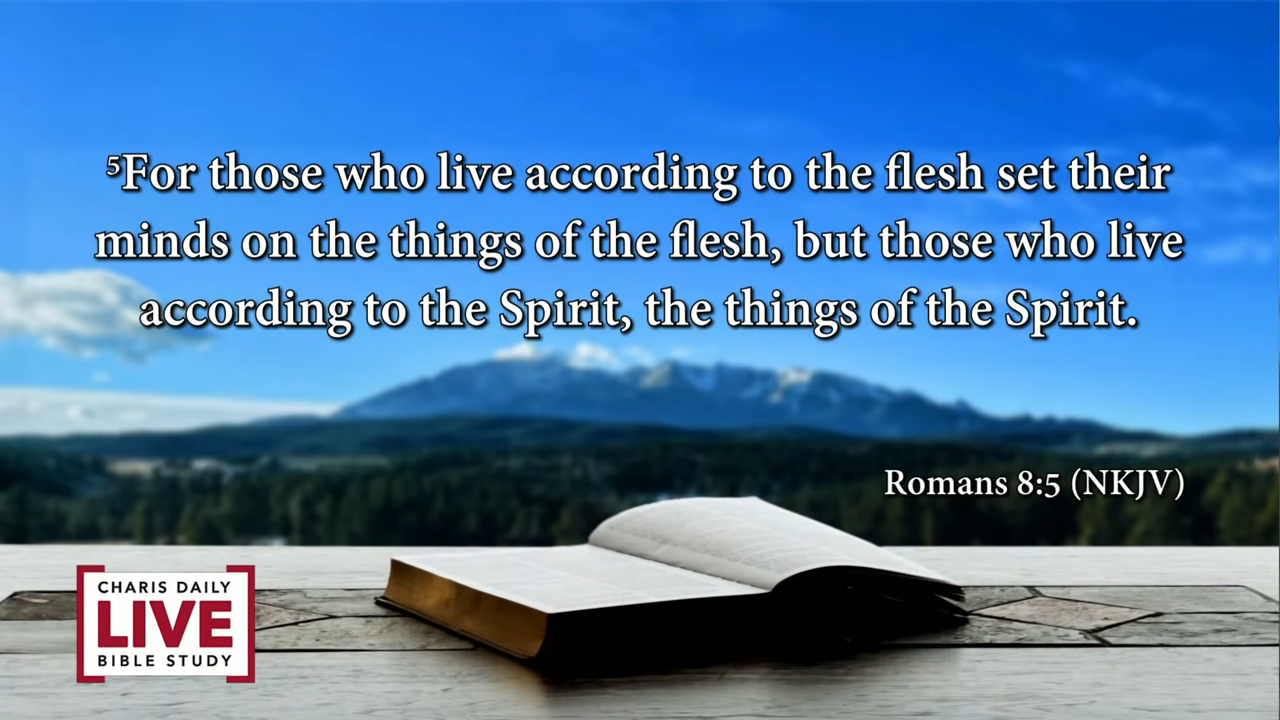 ⁵For those who live according to the flesh set their
minds on the things of the flesh, but those who live
according to the Spirit, the things of the Spirit.
Romans 8:5 (NKJV)
CHARIS DAILY
LIVE
BIBLE STUDY